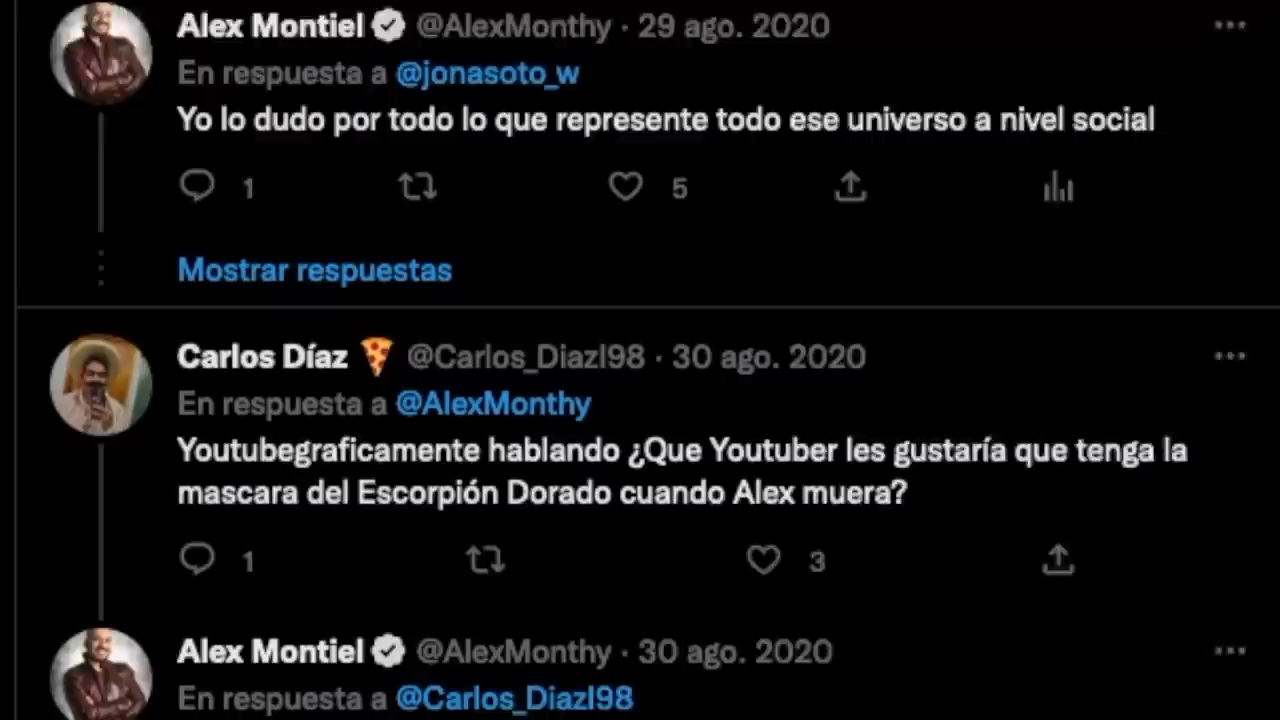 Alex Montiel @AlexMonthy · 29 ago. 2020
En respuesta a @jonasoto_w
Yo lo dudo por todo lo que represente todo ese universo a nivel social
1 5
Mostrar respuestas
Carlos Díaz 🍕 @Carlos_DiazI98 · 30 ago. 2020
En respuesta a @AlexMonthy
Youtubegraficamente hablando ¿Que Youtuber les gustaría que tenga la
mascara del Escorpión Dorado cuando Alex muera?
1 3
Alex Montiel @AlexMonthy · 30 ago. 2020
En respuesta a @Carlos_DiazI98